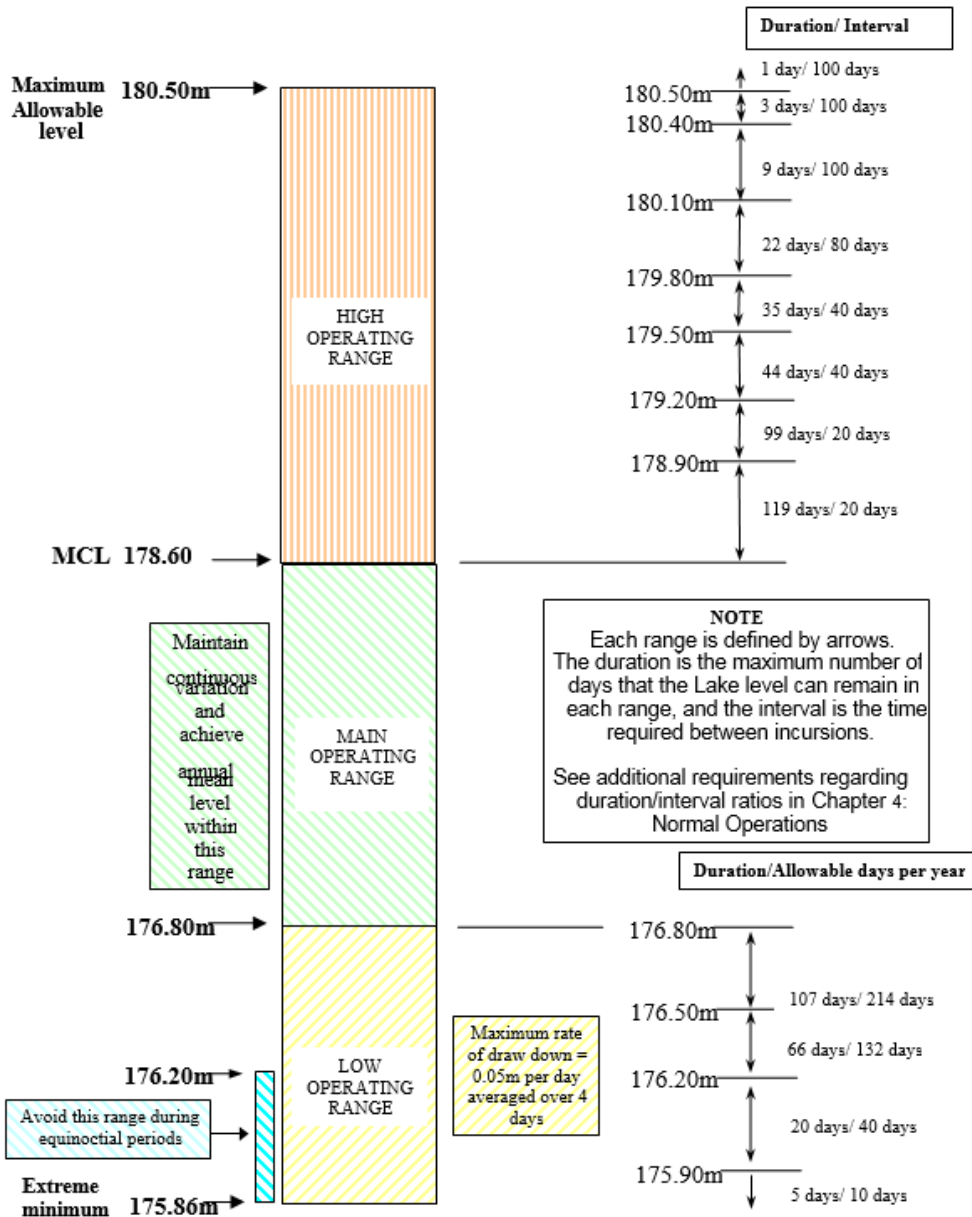 Duration/ Interval
Maximum
Allowable
level
180.50m
1 day/ 100 days
180.50m
3 days/ 100 days
180.40m
9 days/ 100 days
180.10m
22 days/ 80 days
179.80m
35 days/ 40 days
179.50m
44 days/ 40 days
179.20m
99 days/ 20 days
178.90m
119 days/ 20 days
HIGH
OPERATING
RANGE
MCL 178.60
Maintain
continuous
variation
and
achieve
annual
mean
level
within
this
range
MAIN
OPERATING
RANGE
NOTE
Each range is defined by arrows.
The duration is the maximum number of
days that the Lake level can remain in
each range, and the interval is the time
required between incursions.
See additional requirements regarding
duration/interval ratios in Chapter 4:
Normal Operations
Duration/Allowable days per year
176.80m
176.80m
107 days/ 214 days
176.50m
66 days/ 132 days
176.20m
20 days/ 40 days
175.90m
5 days/ 10 days
LOW
OPERATING
RANGE
Maximum rate
of draw down =
0.05m per day
averaged over 4
days
176.20m
Avoid this range during
equinoctial periods
Extreme
minimum
175.86m